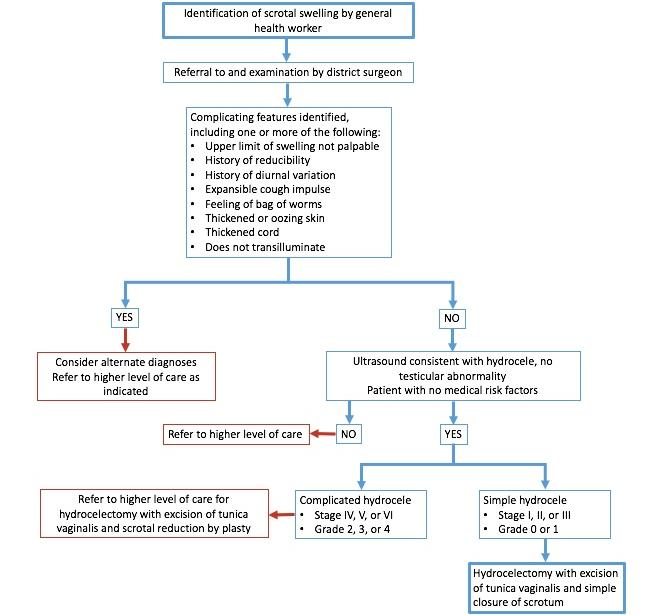 Identification of scrotal swelling by general
health worker
Referral to and examination by district surgeon
Complicating features identified,
including one or more of the following:
• Upper limit of swelling not palpable
• History of reducibility
• History of diurnal variation
• Expansible cough impulse
• Feeling of bag of worms
• Thickened or oozing skin
• Thickened cord
• Does not transilluminate
YES
NO
Consider alternate diagnoses
Refer to higher level of care as
indicated
Ultrasound consistent with hydrocele, no
testicular abnormality
Patient with no medical risk factors
Refer to higher level of care
NO
YES
Refer to higher level of care for
hydrocelectomy with excision of tunica
vaginalis and scrotal reduction by plasty
Complicated hydrocele
• Stage IV, V, or VI
• Grade 2, 3, or 4
Simple hydrocele
• Stage I, II, or III
• Grade 0 or 1
Hydrocelectomy with excision
of tunica vaginalis and simple
closure of scrotum